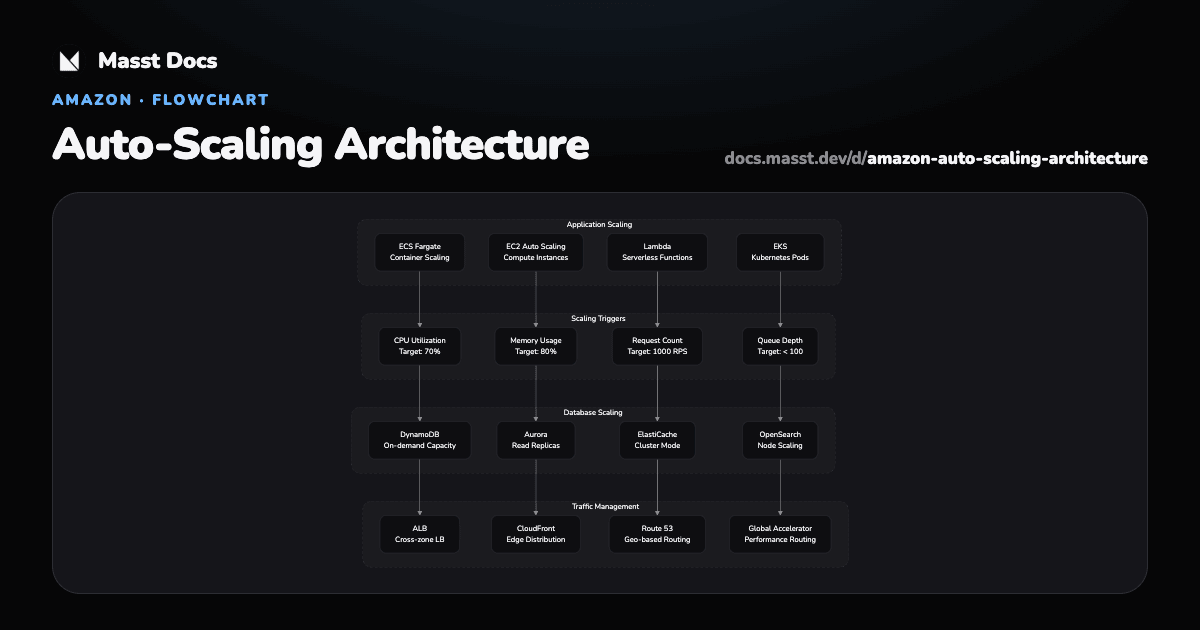 Masst Docs
AMAZON · FLOWCHART
Auto-Scaling Architecture
docs.masst.dev/d/amazon-auto-scaling-architecture
Application Scaling
ECS Fargate
Container Scaling
EC2 Auto Scaling
Compute Instances
Lambda
Serverless Functions
EKS
Kubernetes Pods
Scaling Triggers
CPU Utilization
Target: 70%
Memory Usage
Target: 80%
Request Count
Target: 1000 RPS
Queue Depth
Target: < 100
Database Scaling
DynamoDB
On-demand Capacity
Aurora
Read Replicas
ElastiCache
Cluster Mode
OpenSearch
Node Scaling
Traffic Management
ALB
Cross-zone LB
CloudFront
Edge Distribution
Route 53
Geo-based Routing
Global Accelerator
Performance Routing